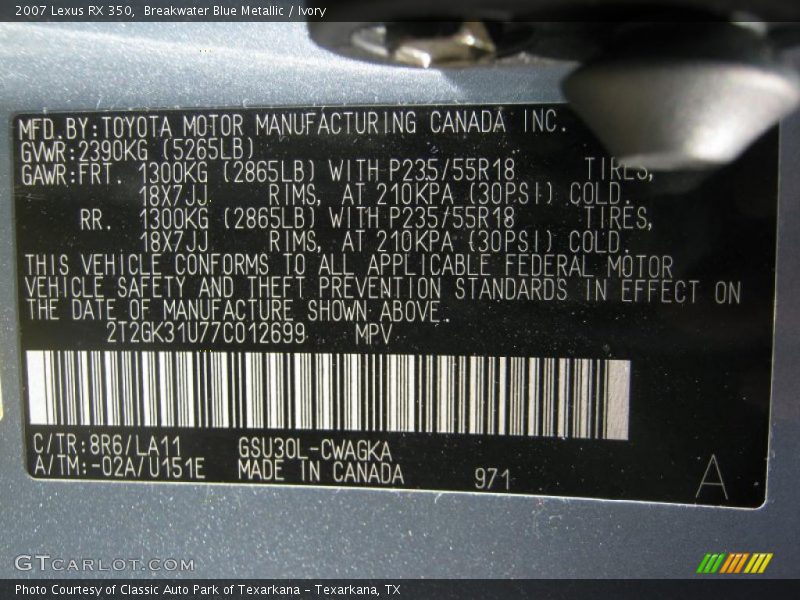 2007 Lexus RX 350, Breakwater Blue Metallic / Ivory
MFD.BY:TOYOTA MOTOR MANUFACTURING CANADA INC.
GVWR:2390KG (5265LB)
GAWR:FRT. 1300KG (2865LB) WITH P235/55R18 TIRES,
18X7JJ RIMS, AT 210KPA (30PSI) COLD.
RR. 1300KG (2865LB) WITH P235/55R18 TIRES,
18X7JJ RIMS, AT 210KPA (30PSI) COLD.
THIS VEHICLE CONFORMS TO ALL APPLICABLE FEDERAL MOTOR
VEHICLE SAFETY AND THEFT PREVENTION STANDARDS IN EFFECT ON
THE DATE OF MANUFACTURE SHOWN ABOVE.
2T2GK31U77C012699 MPV
C/TR:8R6/LA11 GSU30L-CWAGKA
A/TM:-02A/U151E MADE IN CANADA 971 A
GTCARLOT.COM
Photo Courtesy of Classic Auto Park of Texarkana - Texarkana, TX